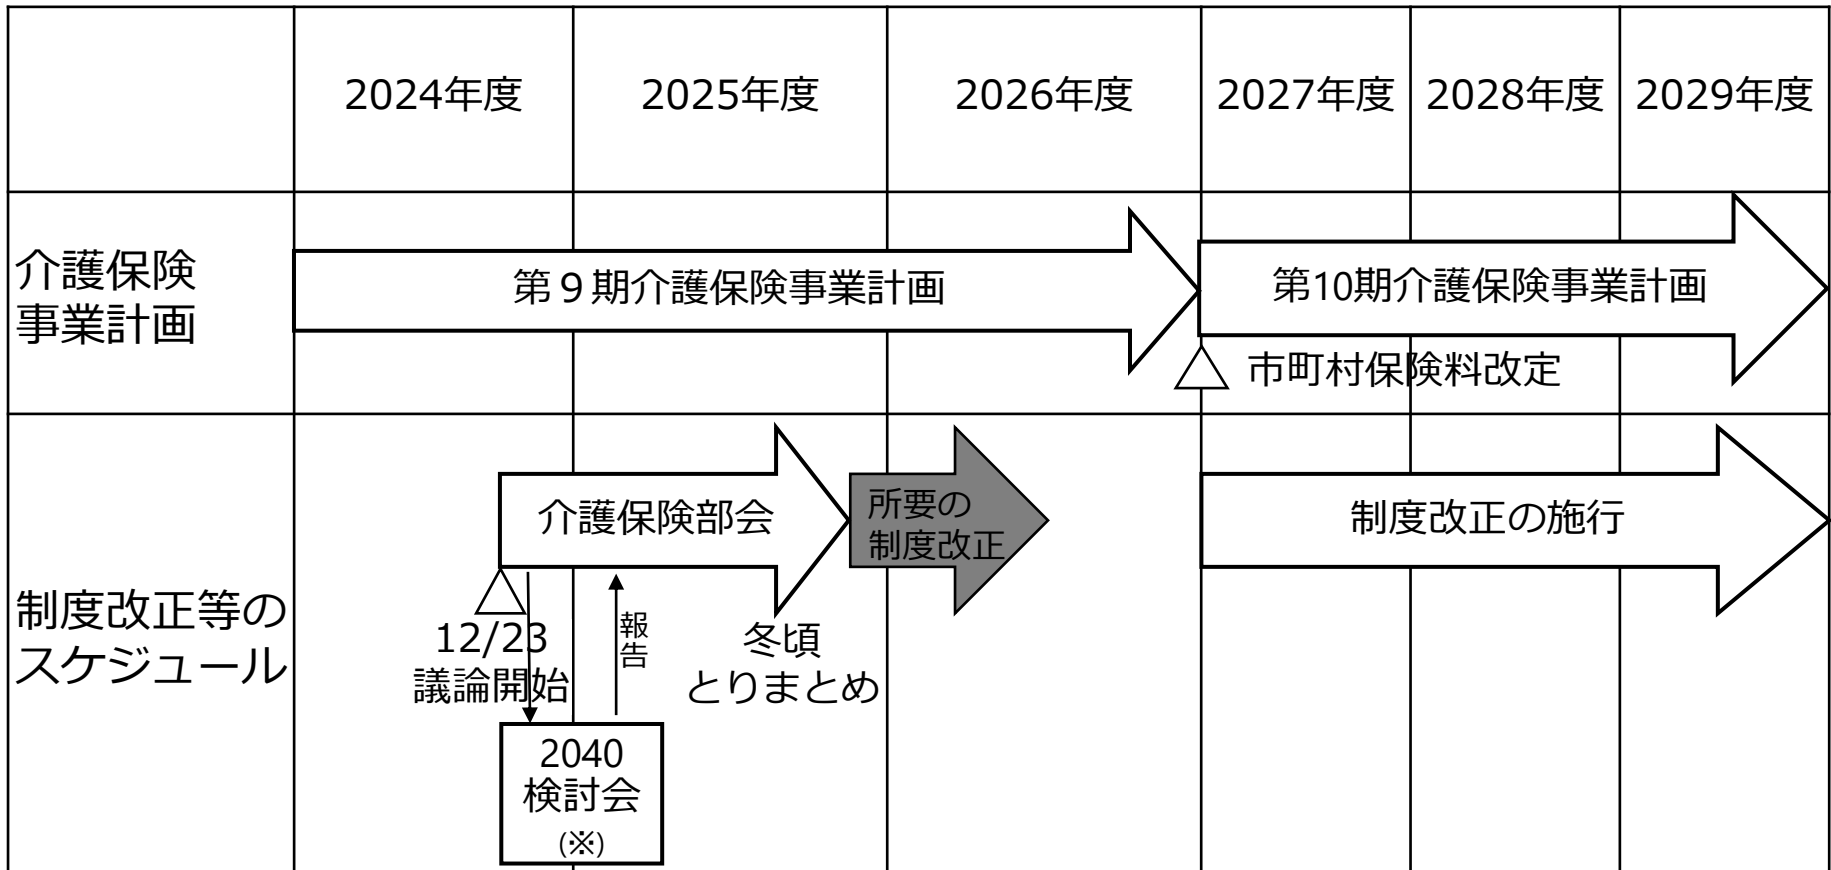 2024年度
2025年度
2026年度
2027年度
2028年度
2029年度
介護保険
事業計画
第９期介護保険事業計画
第10期介護保険事業計画
市町村保険料改定
制度改正等の
スケジュール
介護保険部会
所要の
制度改正
制度改正の施行
12/23
議論開始
報告
冬頃
とりまとめ
2040
検討会
(※)